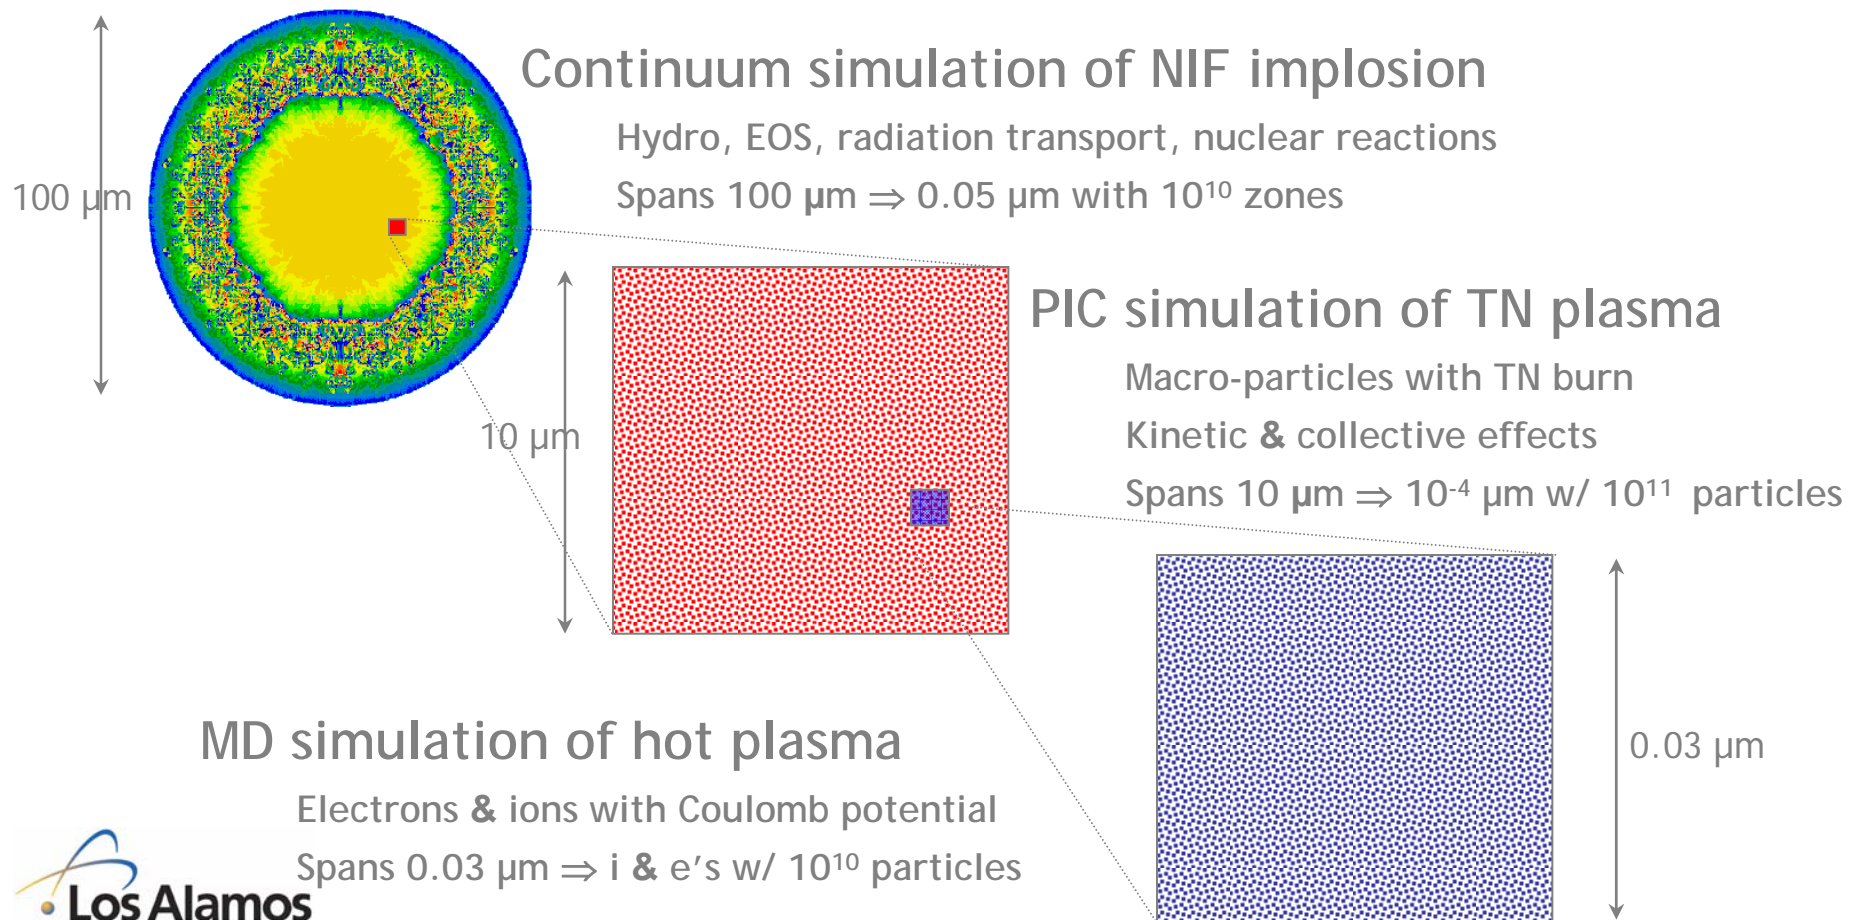 Continuum simulation of NIF implosion
Hydro, EOS, radiation transport, nuclear reactions
Spans 100 µm ⇒ 0.05 µm with 10¹⁰ zones
100 µm
10 µm
PIC simulation of TN plasma
Macro-particles with TN burn
Kinetic & collective effects
Spans 10 µm ⇒ 10⁻⁴ µm w/ 10¹¹ particles
MD simulation of hot plasma
Electrons & ions with Coulomb potential
Spans 0.03 µm ⇒ i & e's w/ 10¹⁰ particles
0.03 µm
Los Alamos